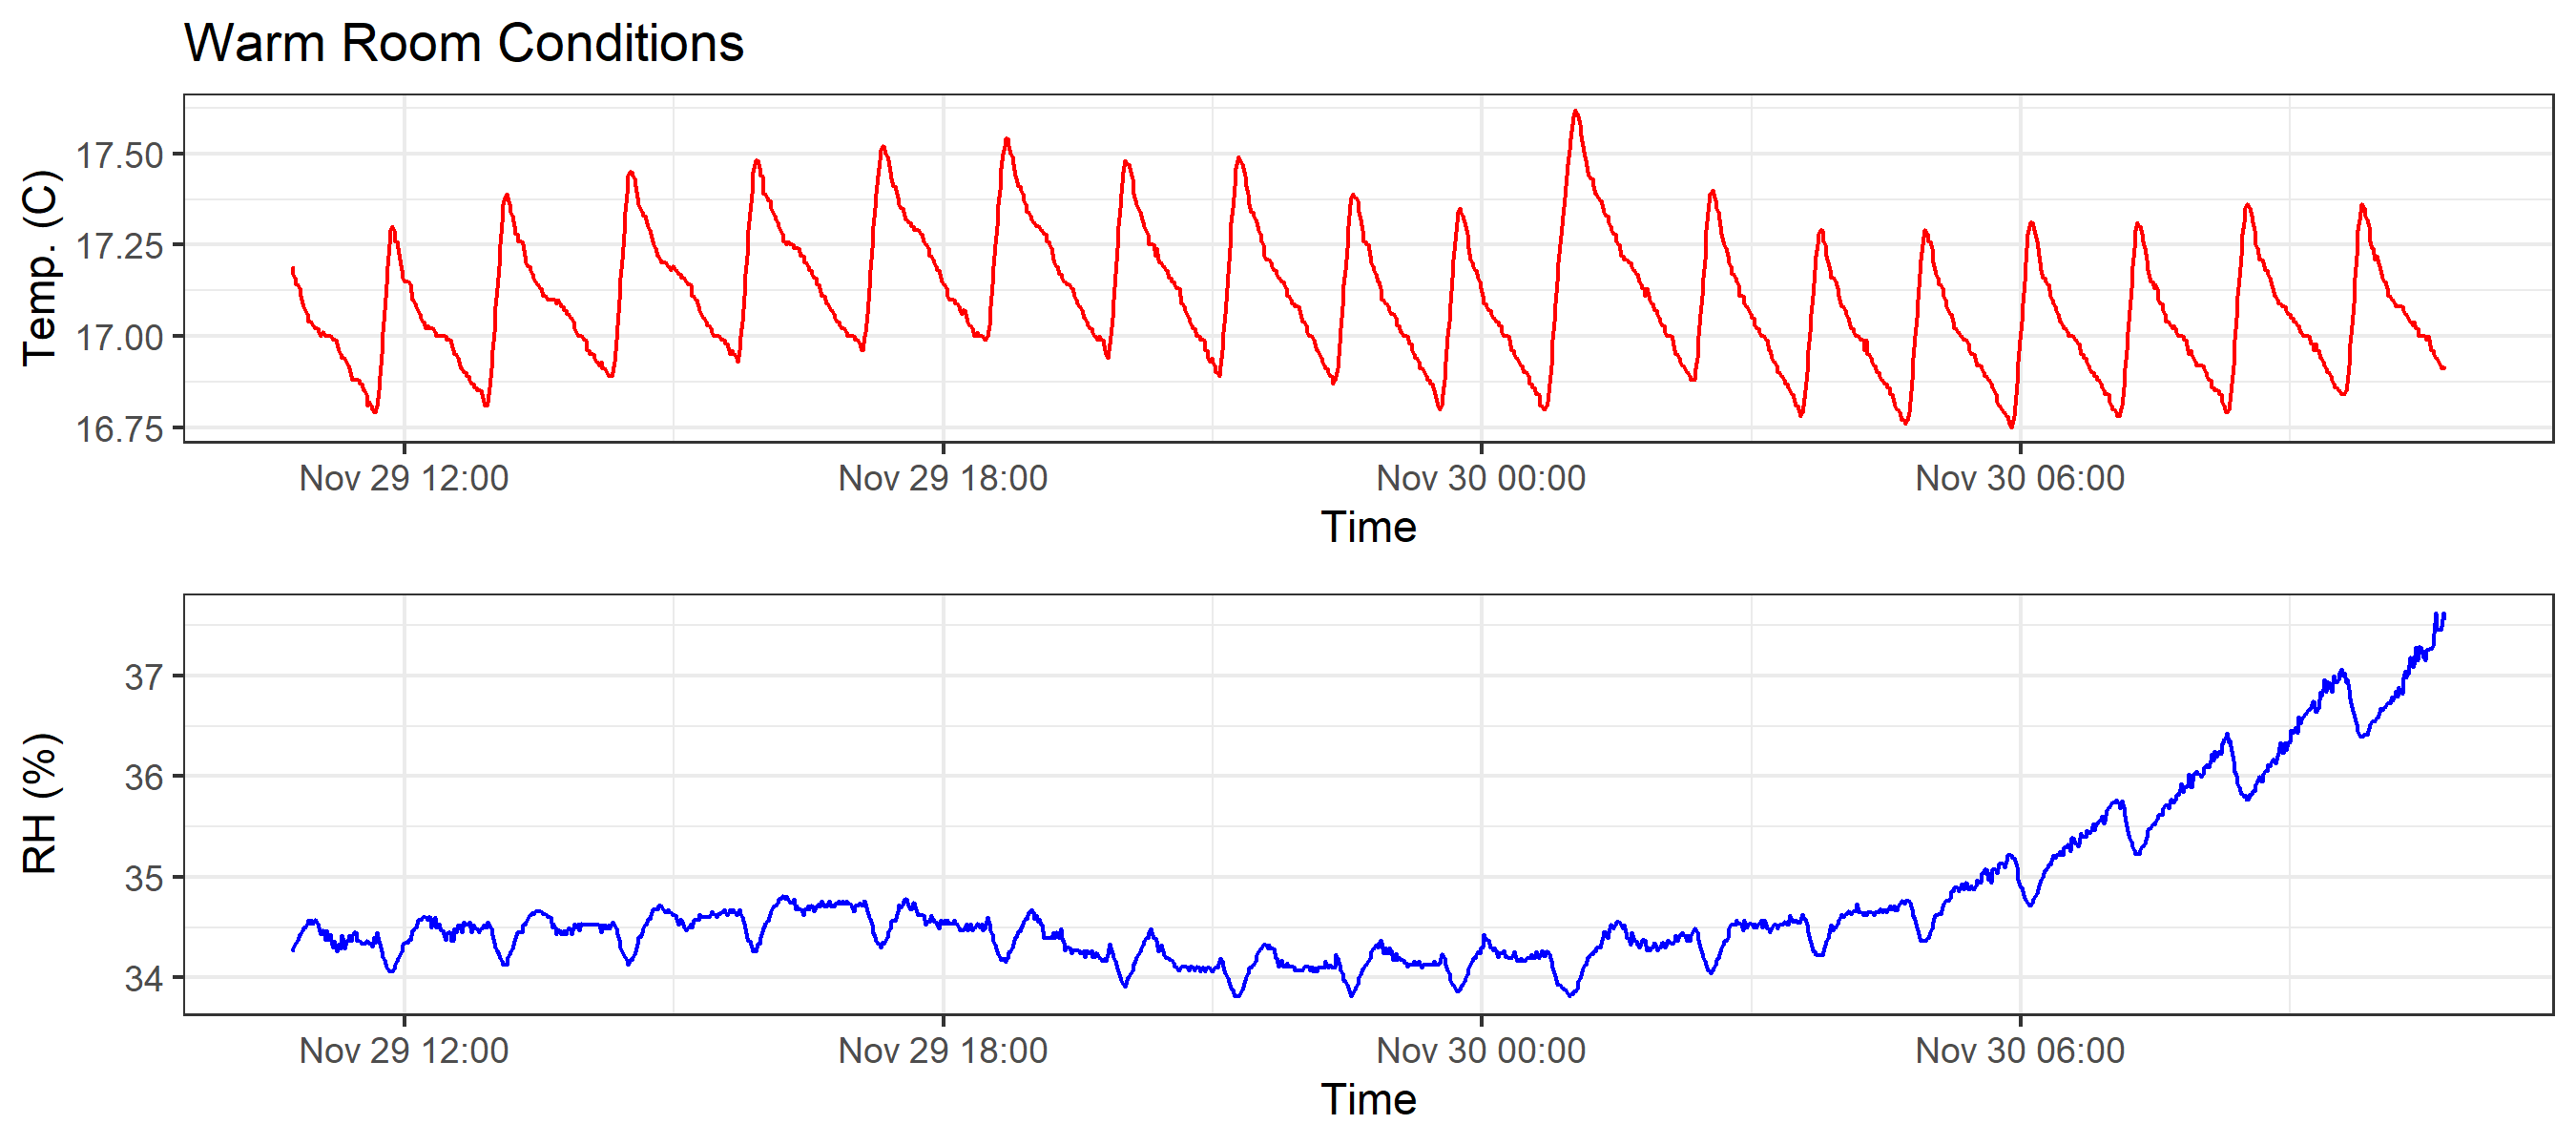 Warm Room Conditions
Temp. (C)
17.50
17.25
17.00
16.75
Nov 29 12:00 Nov 29 18:00 Nov 30 00:00 Nov 30 06:00
Time
RH (%)
37
36
35
34
Nov 29 12:00 Nov 29 18:00 Nov 30 00:00 Nov 30 06:00
Time